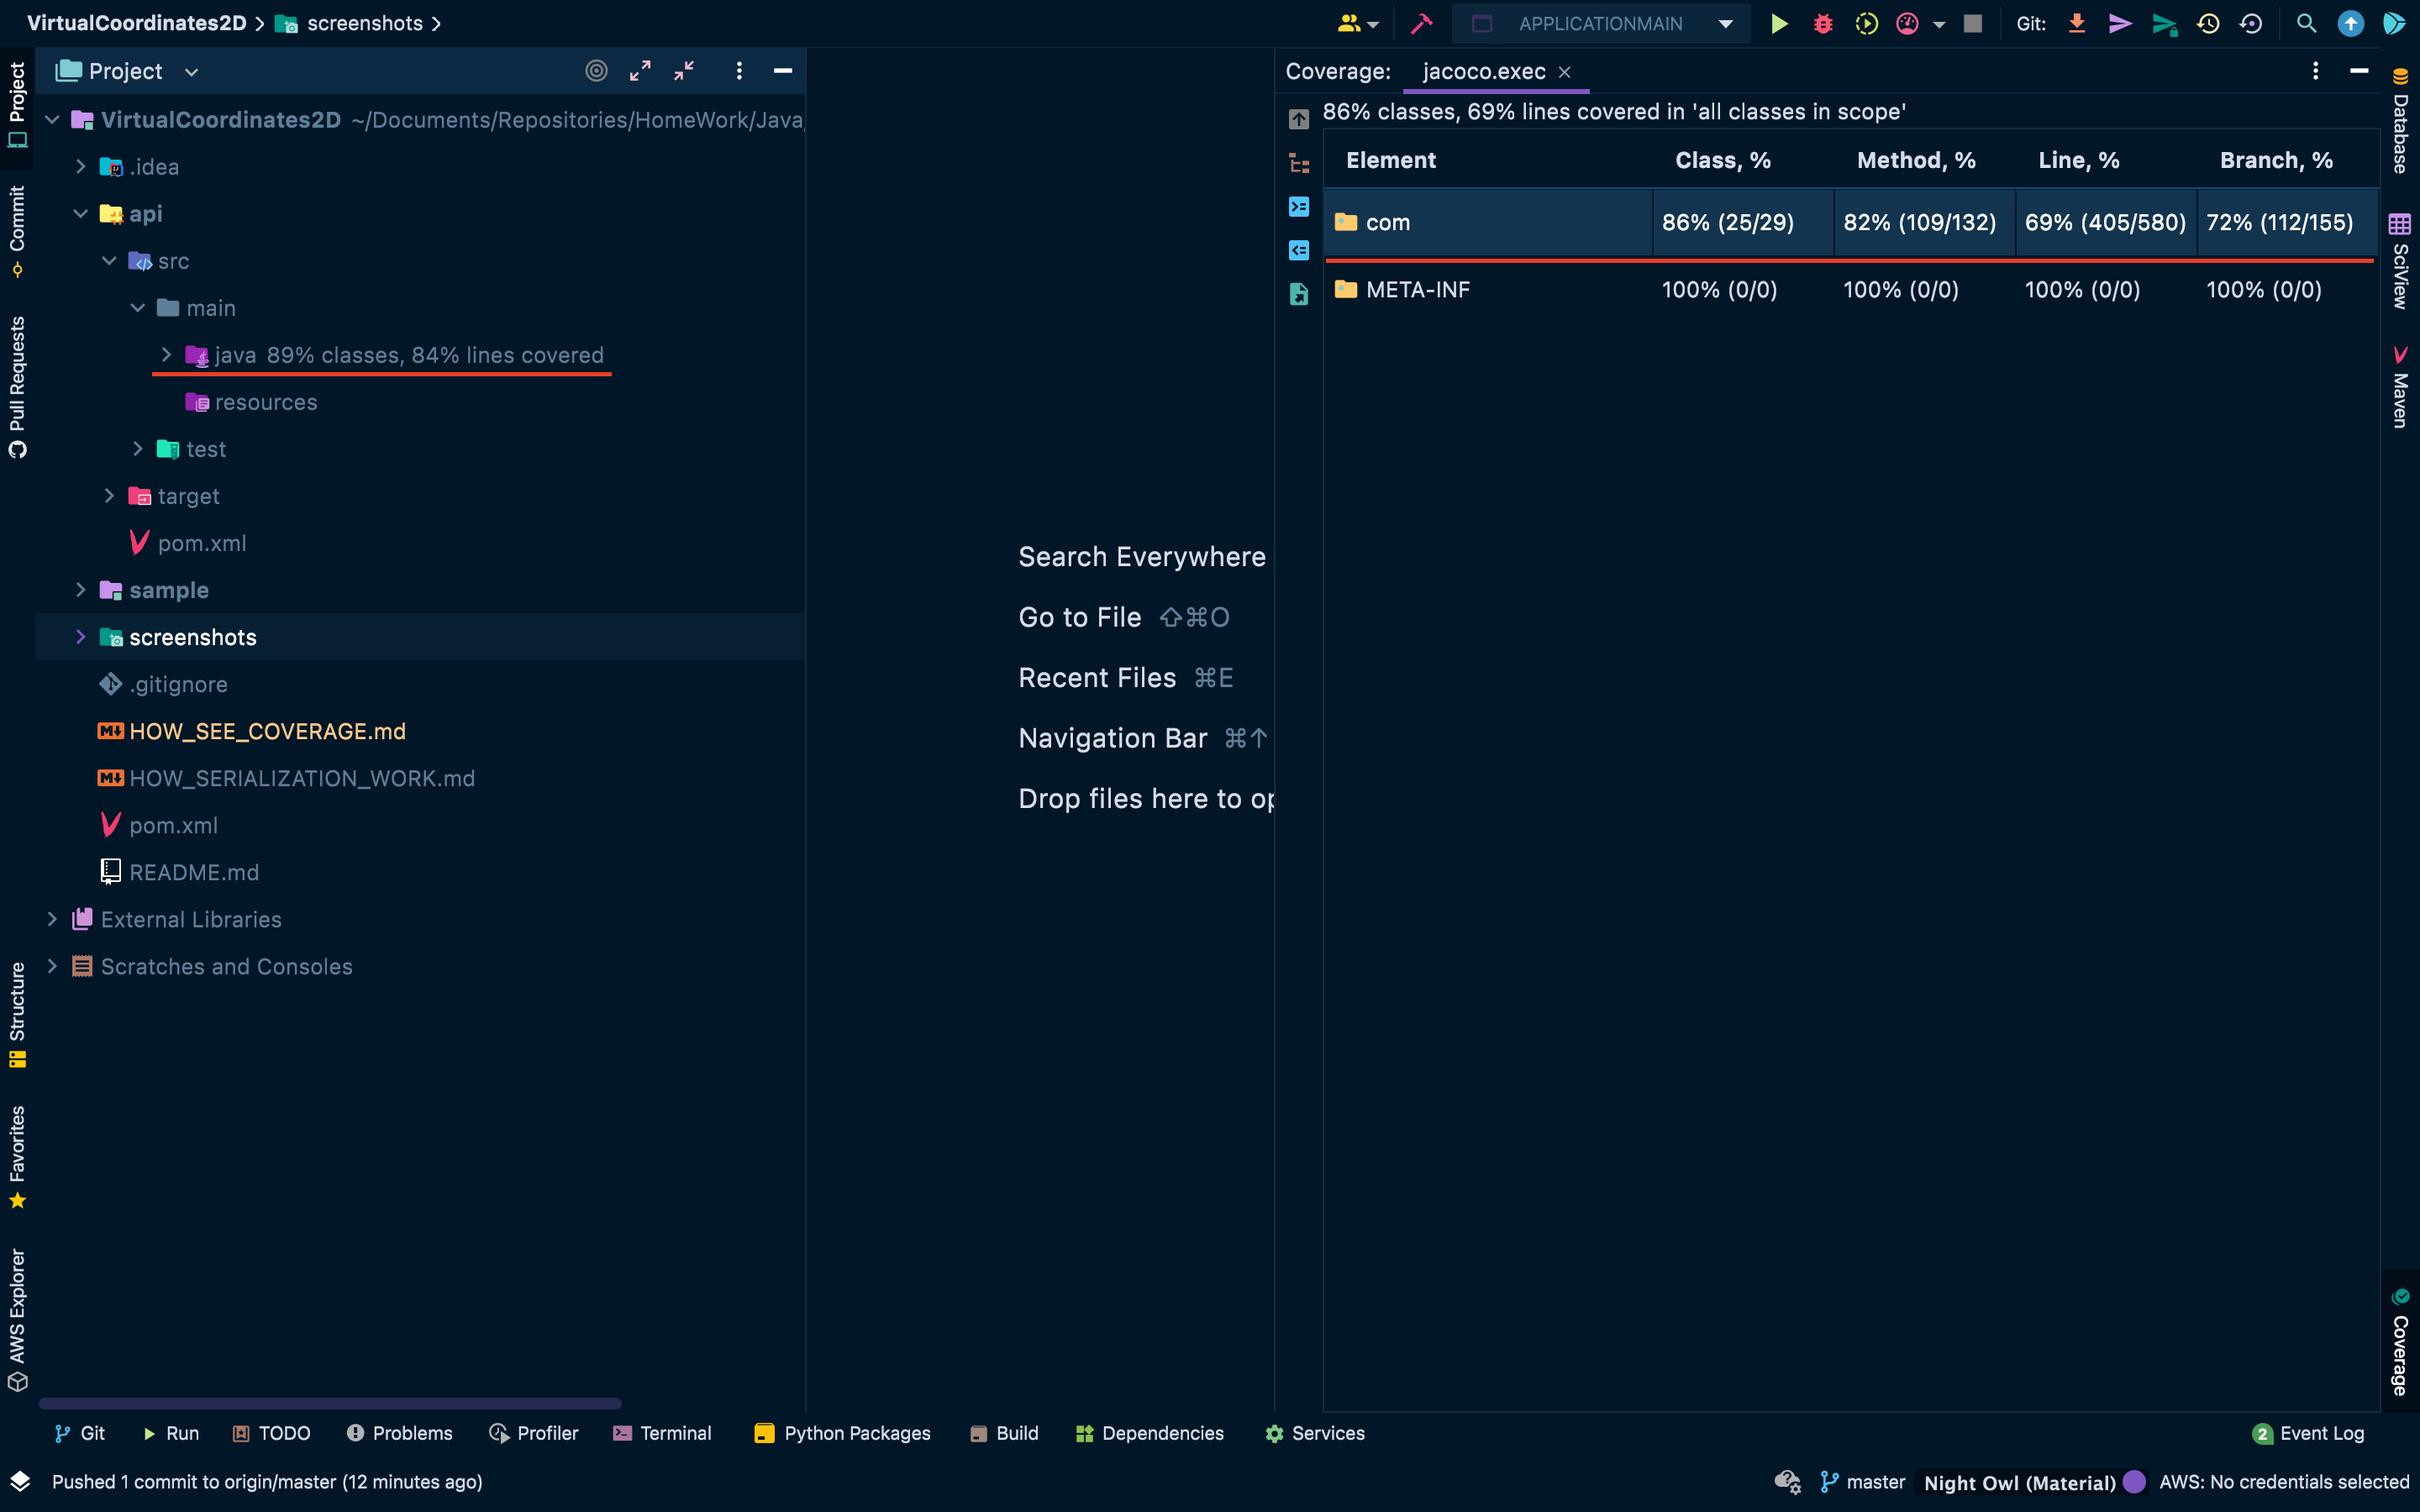 VirtualCoordinates2D > screenshots >
APPLICATIONMAIN
Git:
Project
Coverage: jacoco.exec ×
86% classes, 69% lines covered in 'all classes in scope'
Element Class, % Method, % Line, % Branch, %
com 86% (25/29) 82% (109/132) 69% (405/580) 72% (112/155)
META-INF 100% (0/0) 100% (0/0) 100% (0/0) 100% (0/0)
VirtualCoordinates2D ~/Documents/Repositories/HomeWork/Java/
.idea
api
src
main
java 89% classes, 84% lines covered
resources
test
target
pom.xml
sample
screenshots
.gitignore
HOW_SEE_COVERAGE.md
HOW_SERIALIZATION_WORK.md
pom.xml
README.md
External Libraries
Scratches and Consoles
Search Everywhere
Go to File ⇧⌘O
Recent Files ⌘E
Navigation Bar ⌘↑
Drop files here to op
Project
Commit
Pull Requests
Structure
Favorites
AWS Explorer
Database
SciView
Maven
Coverage
Git Run TODO Problems Profiler Terminal Python Packages Build Dependencies Services 2 Event Log
Pushed 1 commit to origin/master (12 minutes ago) master Night Owl (Material) AWS: No credentials selected